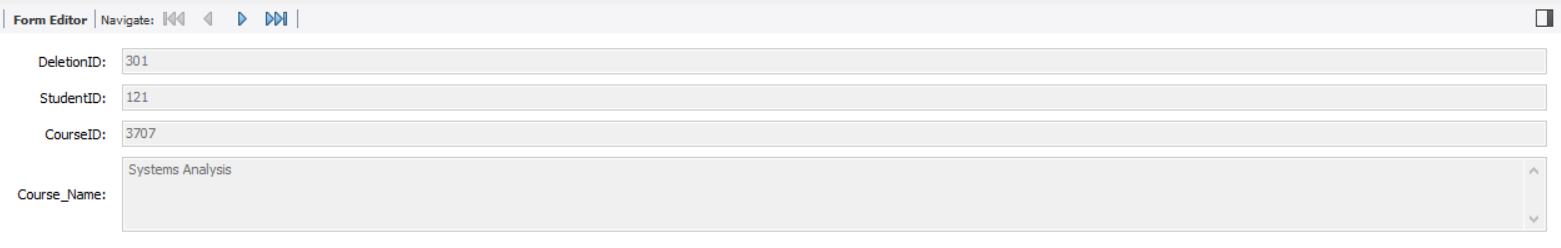 Form Editor Navigate:
DeletionID: 301
StudentID: 121
CourseID: 3707
Course_Name: Systems Analysis